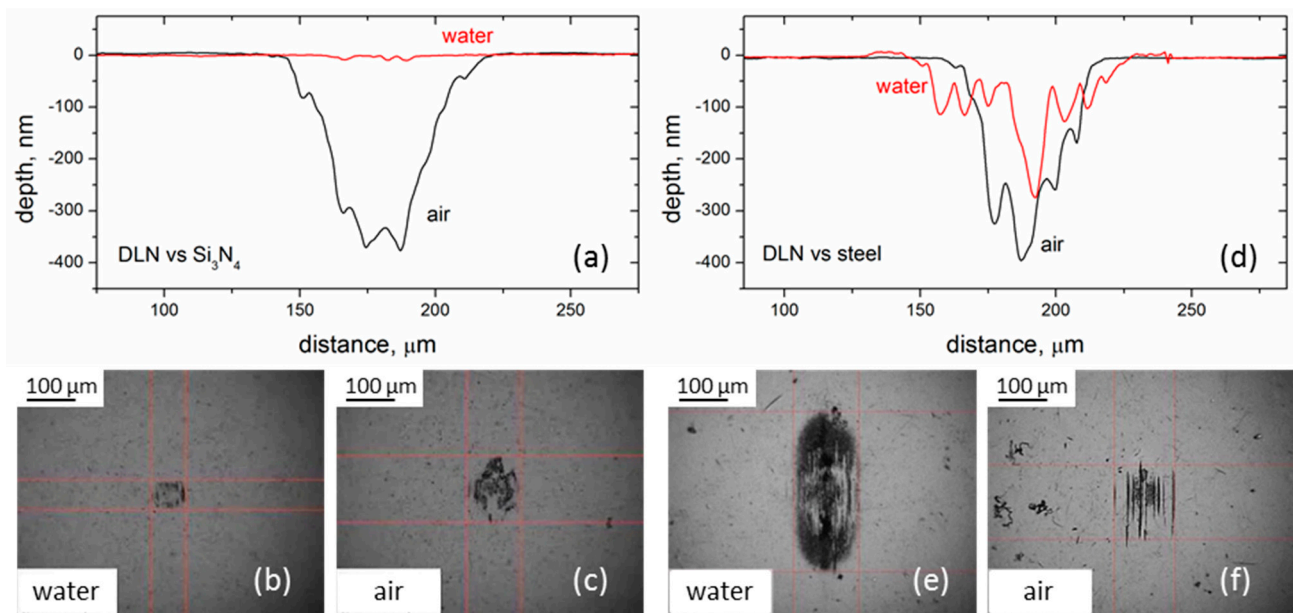 water
0
-100
-200
-300
-400
depth, nm
air
DLN vs Si₃N₄
(a)
100
150
200
250
distance, μm
0
-100
-200
-300
-400
depth, nm
water
air
DLN vs steel
(d)
100
150
200
250
distance, μm
100 μm
water
(b)
100 μm
air
(c)
100 μm
water
(e)
100 μm
air
(f)